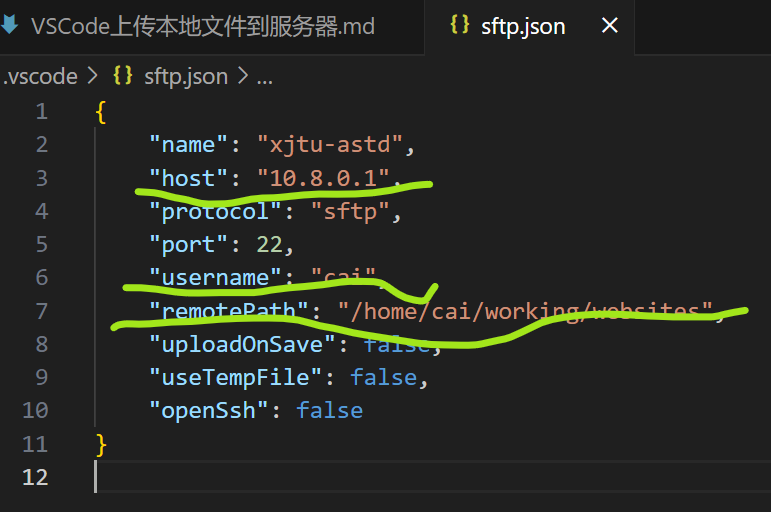 VSCode上传本地文件到服务器.md
{} sftp.json ×
.vscode > {} sftp.json > ...
1 {
2 "name": "xjtu-astd",
3 "host": "10.8.0.1",
4 "protocol": "sftp",
5 "port": 22,
6 "username": "cai",
7 "remotePath": "/home/cai/working/websites",
8 "uploadOnSave": false,
9 "useTempFile": false,
10 "openSsh": false
11 }
12